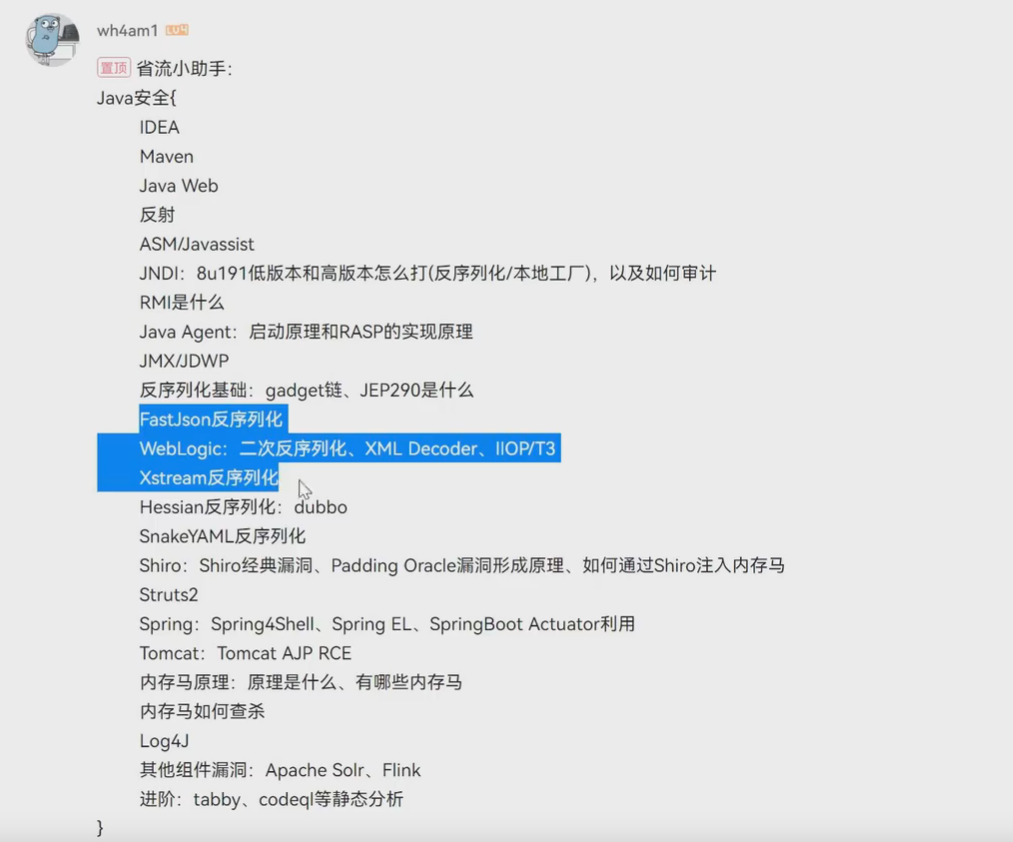 wh4am1 LV4
置顶 省流小助手：
Java安全{
IDEA
Maven
Java Web
反射
ASM/Javassist
JNDI：8u191低版本和高版本怎么打(反序列化/本地工厂)，以及如何审计
RMI是什么
Java Agent：启动原理和RASP的实现原理
JMX/JDWP
反序列化基础：gadget链、JEP290是什么
FastJson反序列化
WebLogic：二次反序列化、XML Decoder、IIOP/T3
Xstream反序列化
Hessian反序列化：dubbo
SnakeYAML反序列化
Shiro：Shiro经典漏洞、Padding Oracle漏洞形成原理、如何通过Shiro注入内存马
Struts2
Spring：Spring4Shell、Spring EL、SpringBoot Actuator利用
Tomcat：Tomcat AJP RCE
内存马原理：原理是什么、有哪些内存马
内存马如何查杀
Log4J
其他组件漏洞：Apache Solr、Flink
进阶：tabby、codeql等静态分析
}